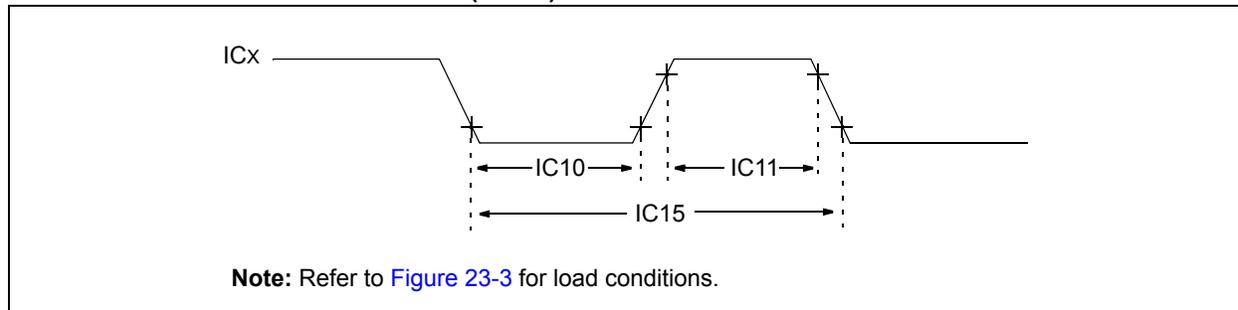 ICx
IC10
IC11
IC15
Note: Refer to Figure 23-3 for load conditions.